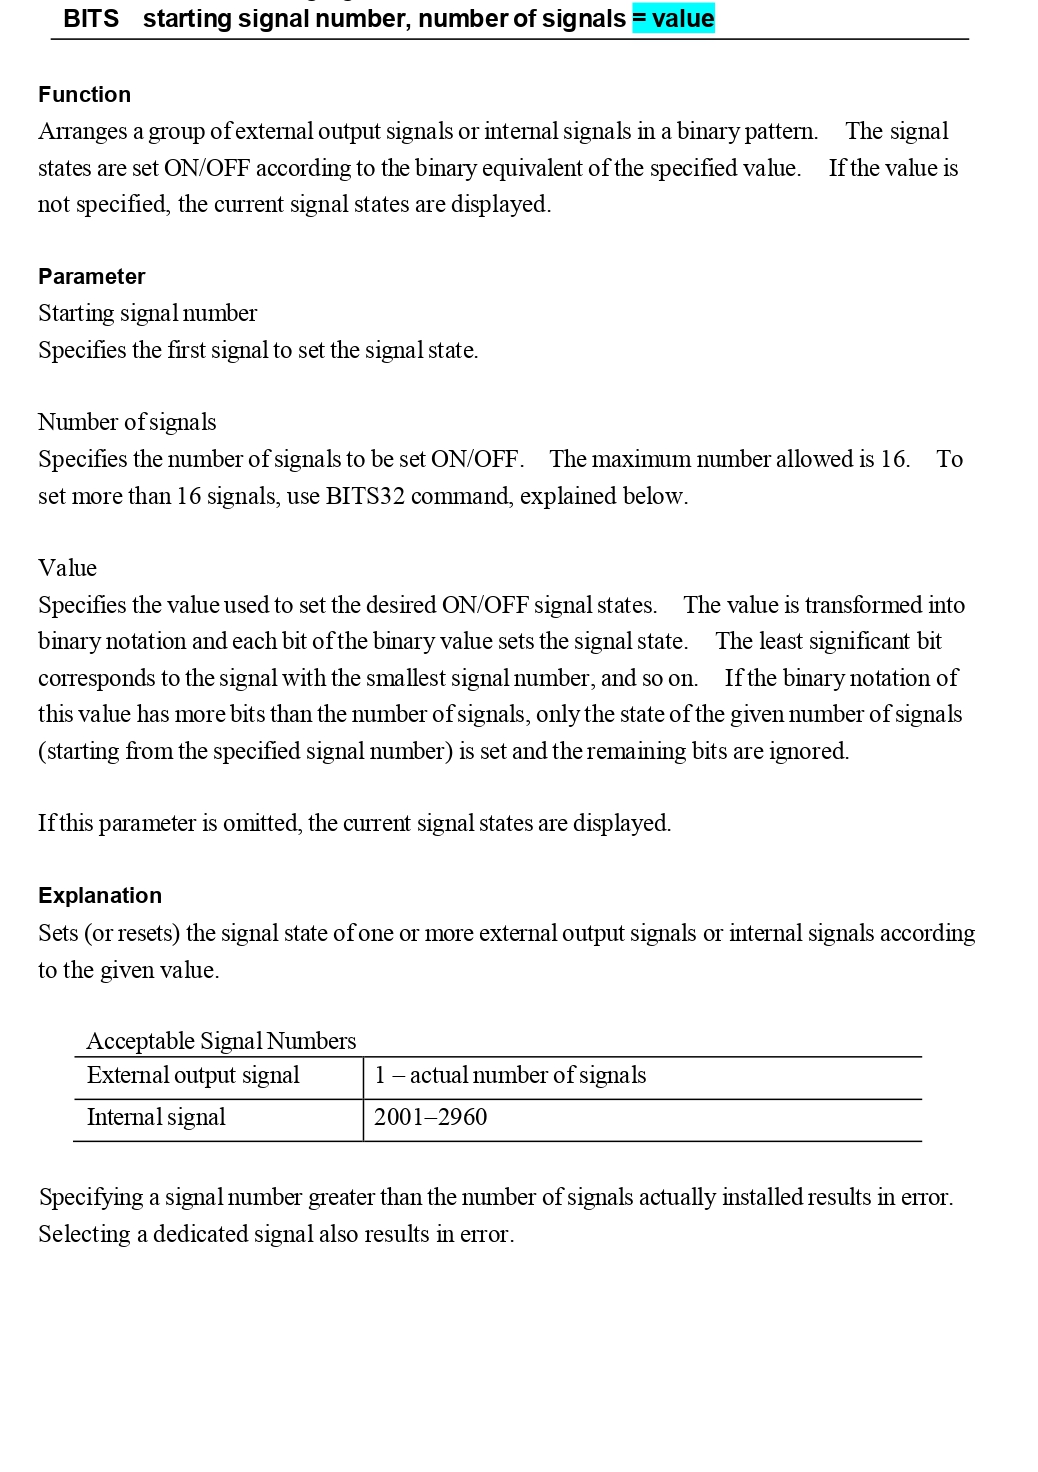 BITS starting signal number, number of signals = value
Function
Arranges a group of external output signals or internal signals in a binary pattern. The signal
states are set ON/OFF according to the binary equivalent of the specified value. If the value is
not specified, the current signal states are displayed.
Parameter
Starting signal number
Specifies the first signal to set the signal state.
Number of signals
Specifies the number of signals to be set ON/OFF. The maximum number allowed is 16. To
set more than 16 signals, use BITS32 command, explained below.
Value
Specifies the value used to set the desired ON/OFF signal states. The value is transformed into
binary notation and each bit of the binary value sets the signal state. The least significant bit
corresponds to the signal with the smallest signal number, and so on. If the binary notation of
this value has more bits than the number of signals, only the state of the given number of signals
(starting from the specified signal number) is set and the remaining bits are ignored.
If this parameter is omitted, the current signal states are displayed.
Explanation
Sets (or resets) the signal state of one or more external output signals or internal signals according
to the given value.
Acceptable Signal Numbers
External output signal 1 – actual number of signals
Internal signal 2001–2960
Specifying a signal number greater than the number of signals actually installed results in error.
Selecting a dedicated signal also results in error.